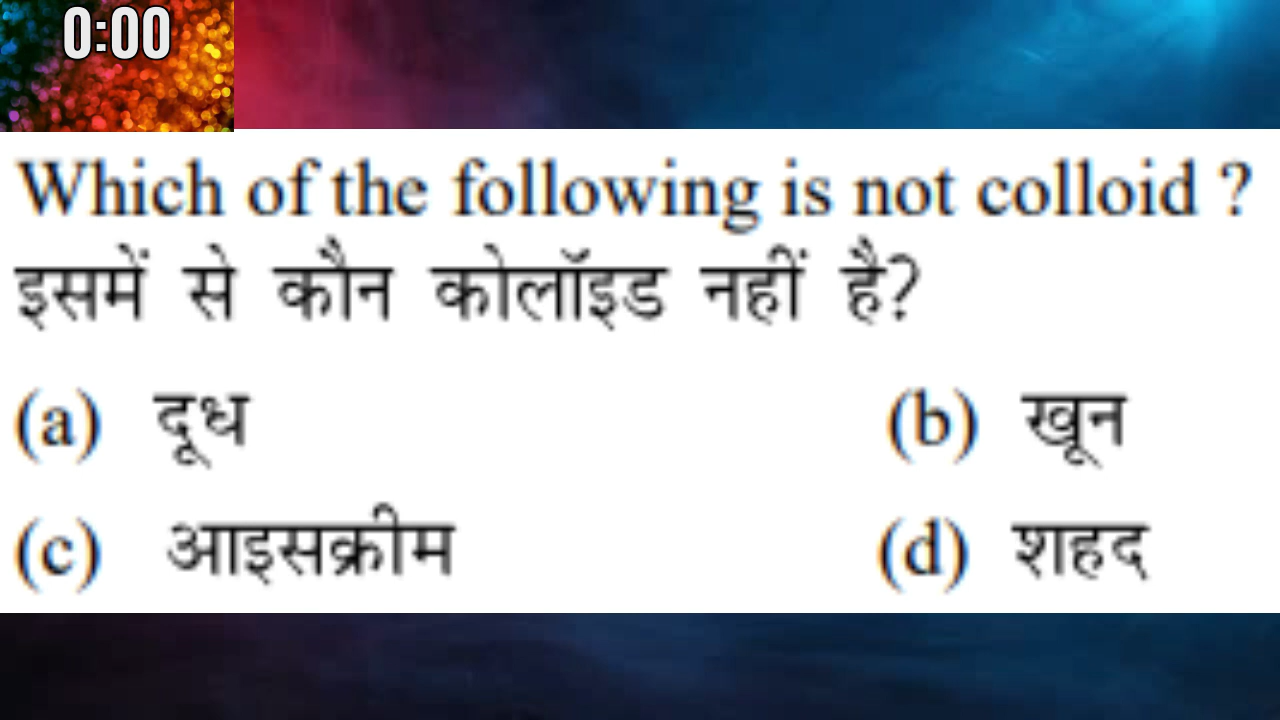 0:00
Which of the following is not colloid ?
इसमें से कौन कोलॉइड नहीं है?
(a) दूध (b) खून
(c) आइसक्रीम (d) शहद